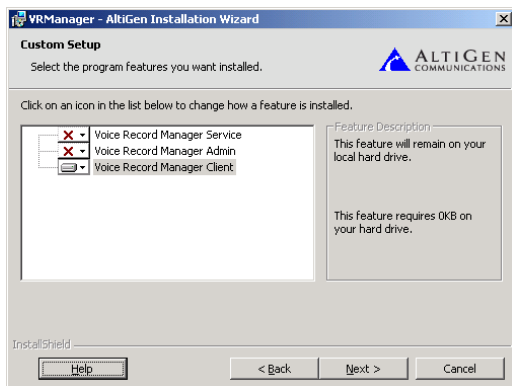 VRManager - AltiGen Installation Wizard
Custom Setup
Select the program features you want installed.
ALTIGEN
COMMUNICATIONS
Click on an icon in the list below to change how a feature is installed.
Voice Record Manager Service
Voice Record Manager Admin
Voice Record Manager Client
Feature Description
This feature will remain on your
local hard drive.
This feature requires 0KB on
your hard drive.
InstallShield
Help
< Back
Next >
Cancel